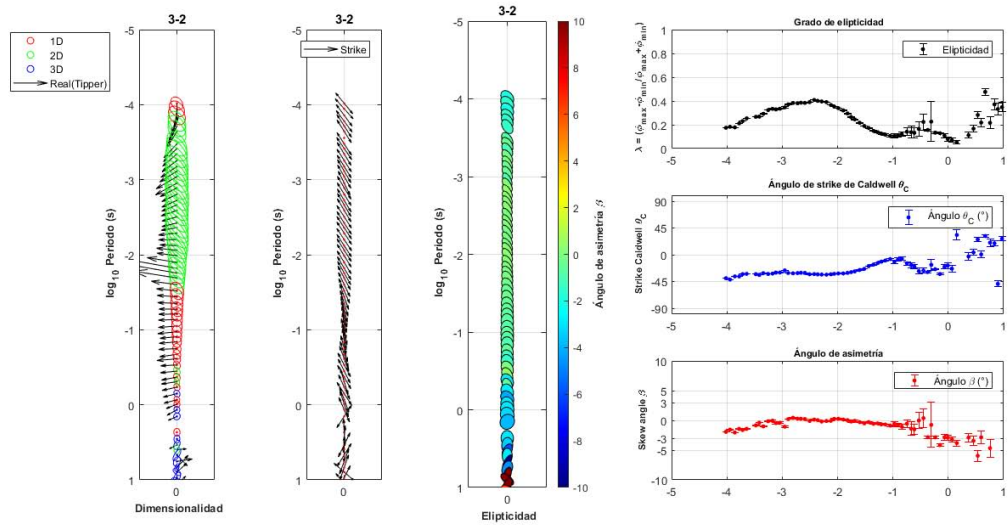 3-2
1D
2D
3D
Real(Tipper)
-5
-4
-3
-2
-1
0
1
log10 Período (s)
0
Dimensionalidad
3-2
Strike
-5
-4
-3
-2
-1
0
1
log10 Período (s)
0
3-2
-5
-4
-3
-2
-1
0
1
log10 Período (s)
0
Elipticidad
10
8
6
4
2
0
-2
-4
-6
-8
-10
Ángulo de asimetría β
Grado de elipticidad
Elipticidad
λ = (ϕmax-ϕmin/ϕmax+ϕmin)
1
0.8
0.6
0.4
0.2
0
-5 -4 -3 -2 -1 0 1
Ángulo de strike de Caldwell θC
Ángulo θC (°)
Strike Caldwell θC
90
45
0
-45
-90
-5 -4 -3 -2 -1 0 1
Ángulo de asimetría
Ángulo β (°)
Skew angle β
10
5
3
0
-3
-5
-10
-5 -4 -3 -2 -1 0 1